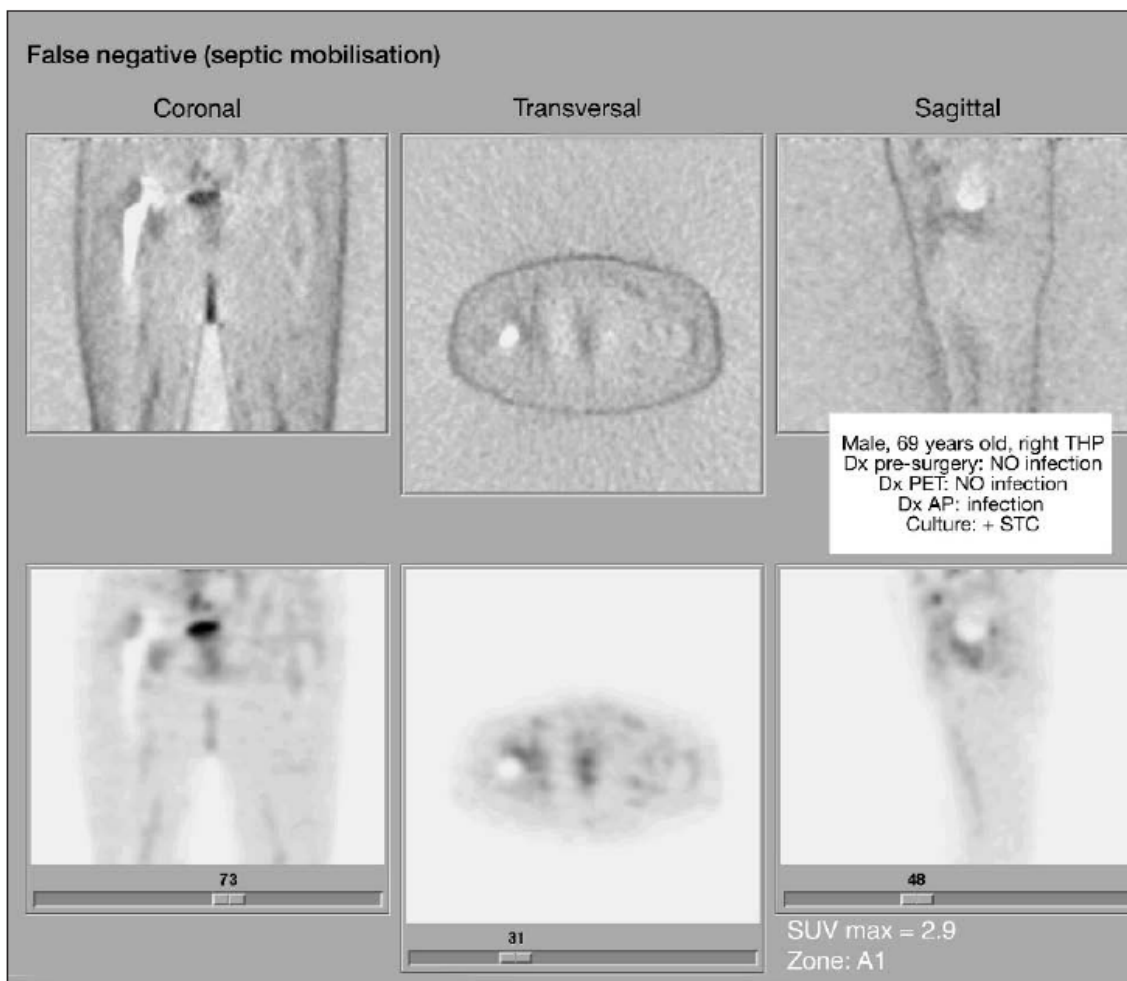 False negative (septic mobilisation)
Coronal
Transversal
Sagittal
Male, 69 years old, right THP
Dx pre-surgery: NO infection
Dx PET: NO infection
Dx AP: infection
Culture: + STC
73
31
48
SUV max = 2.9
Zone: A1